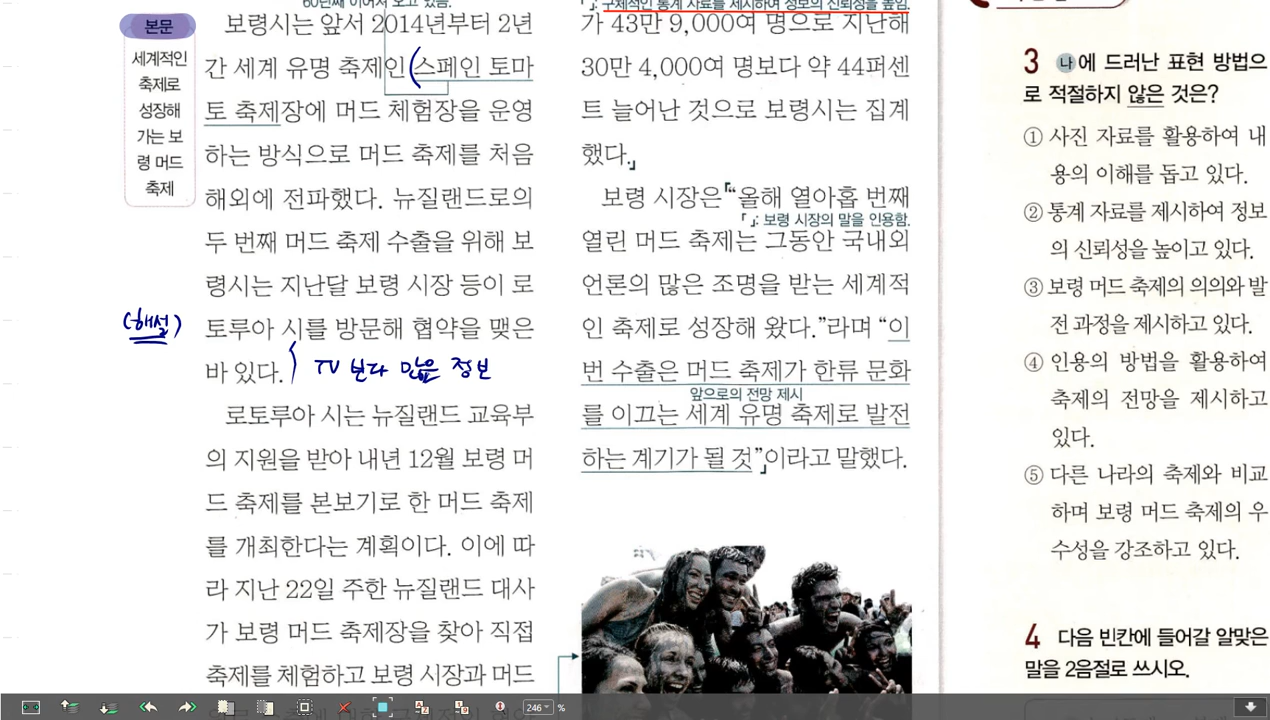 본문
세계적인
축제로
성장해
가는 보
령 머드
축제
60년째 이어져 오고 있음.
보령시는 앞서 2014년부터 2년
간 세계 유명 축제인 스페인 토마
토 축제장에 머드 체험장을 운영
하는 방식으로 머드 축제를 처음
해외에 전파했다. 뉴질랜드로의
두 번째 머드 축제 수출을 위해 보
령시는 지난달 보령 시장 등이 로
(해설)
토루아 시를 방문해 협약을 맺은
바 있다.
TV 보다 많은 정보
로토루아 시는 뉴질랜드 교육부
의 지원을 받아 내년 12월 보령 머
드 축제를 본보기로 한 머드 축제
를 개최한다는 계획이다. 이에 따
라 지난 22일 주한 뉴질랜드 대사
가 보령 머드 축제장을 찾아 직접
축제를 체험하고 보령 시장과 머드
「 」: 구체적인 통계 자료를 제시하여 정보의 신뢰성을 높임.
가 43만 9,000여 명으로 지난해
30만 4,000여 명보다 약 44퍼센
트 늘어난 것으로 보령시는 집계
했다.」
보령 시장은 「“올해 열아홉 번째
「 」: 보령 시장의 말을 인용함.
열린 머드 축제는 그동안 국내외
언론의 많은 조명을 받는 세계적
인 축제로 성장해 왔다.”라며 “이
번 수출은 머드 축제가 한류 문화
앞으로의 전망 제시
를 이끄는 세계 유명 축제로 발전
하는 계기가 될 것”」이라고 말했다.
3 나에 드러난 표현 방법으
로 적절하지 않은 것은?
① 사진 자료를 활용하여 내
용의 이해를 돕고 있다.
② 통계 자료를 제시하여 정보
의 신뢰성을 높이고 있다.
③ 보령 머드 축제의 의의와 발
전 과정을 제시하고 있다.
④ 인용의 방법을 활용하여
축제의 전망을 제시하고
있다.
⑤ 다른 나라의 축제와 비교
하며 보령 머드 축제의 우
수성을 강조하고 있다.
4 다음 빈칸에 들어갈 알맞은
말을 2음절로 쓰시오.
246 %